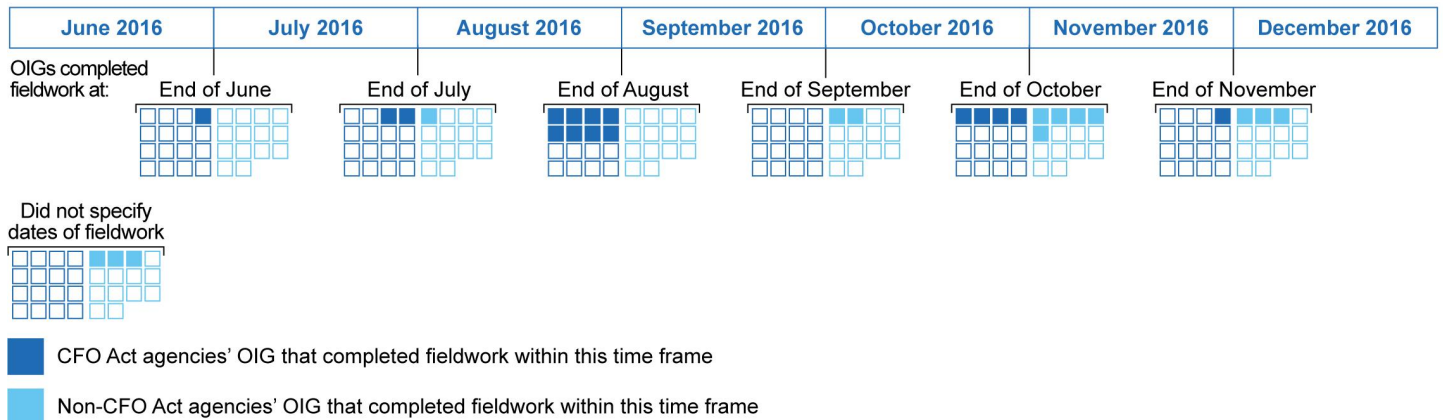 June 2016 July 2016 August 2016 September 2016 October 2016 November 2016 December 2016
OIGs completed
fieldwork at: End of June End of July End of August End of September End of October End of November
Did not specify
dates of fieldwork
CFO Act agencies’ OIG that completed fieldwork within this time frame
Non-CFO Act agencies’ OIG that completed fieldwork within this time frame